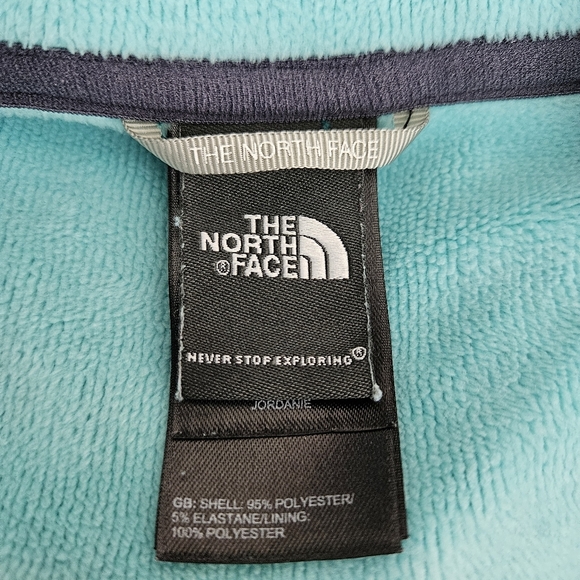 THE NORTH FACE
THE
NORTH
®FACE
NEVER STOP EXPLORING®
JORDANIE
GB: SHELL: 95% POLYESTER/
5% ELASTANE/LINING:
100% POLYESTER